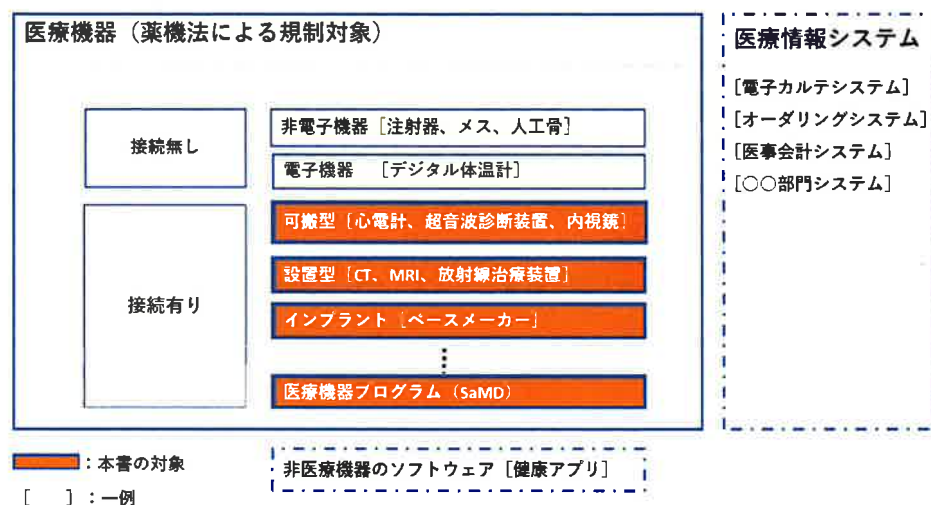 医療機器（薬機法による規制対象）
接続無し
非電子機器［注射器、メス、人工骨］
電子機器　［デジタル体温計］
接続有り
可搬型［心電計、超音波診断装置、内視鏡］
設置型［CT、MRI、放射線治療装置］
インプラント［ペースメーカー］
医療機器プログラム（SaMD）
医療情報システム
［電子カルテシステム］
［オーダリングシステム］
［医事会計システム］
［○○部門システム］
：本書の対象
［　　］：一例
非医療機器のソフトウェア［健康アプリ］